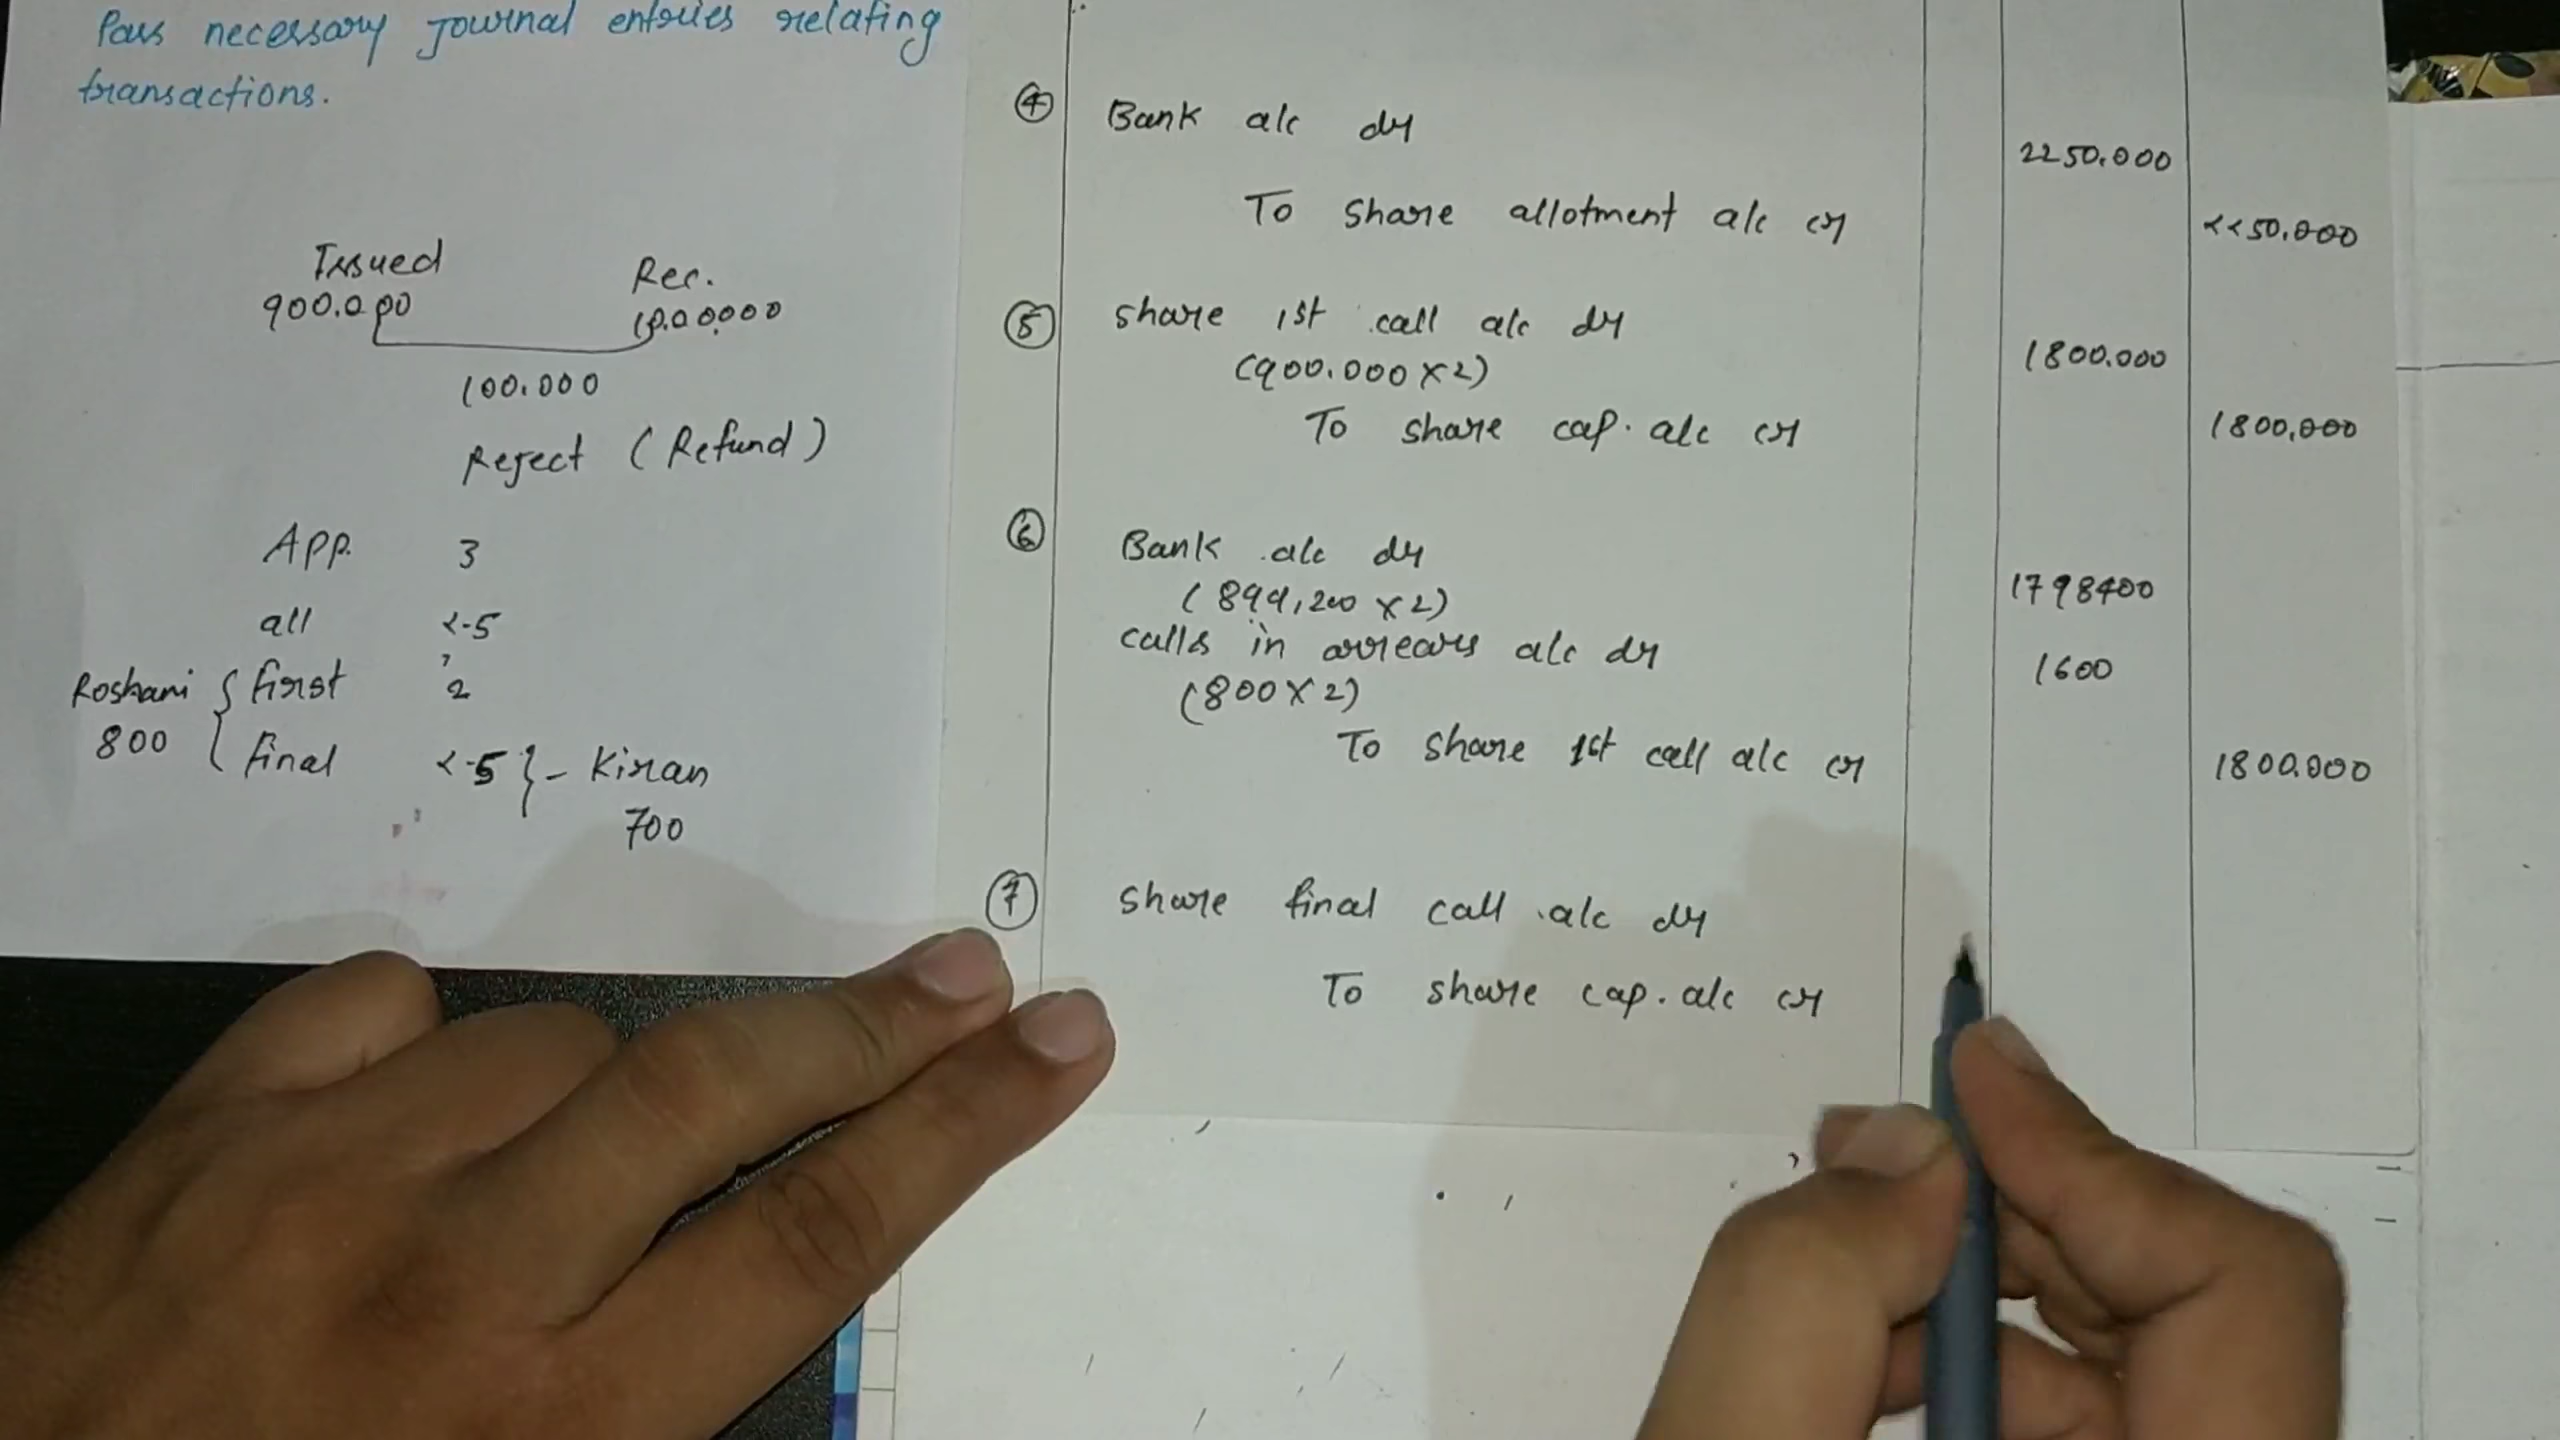 Pass necessary Journal entries relating
transactions.
Issued
900.000
Rec.
10,00,000
100.000
Reject (Refund)
App. 3
all 2.5
Roshani { first 2
800 final 2.5 } - Kiran
700
④ Bank a/c dr 2250.000
To share allotment a/c cr 2250,000
⑤ share 1st call a/c dr
(900.000 x 2) 1800.000
To share cap. a/c cr 1800,000
⑥ Bank a/c dr
(899,200 x 2) 1798400
calls in arrears a/c dr
(800 x 2) 1600
To share 1st call a/c cr 1800.000
⑦ share final call a/c dr
To share cap. a/c cr